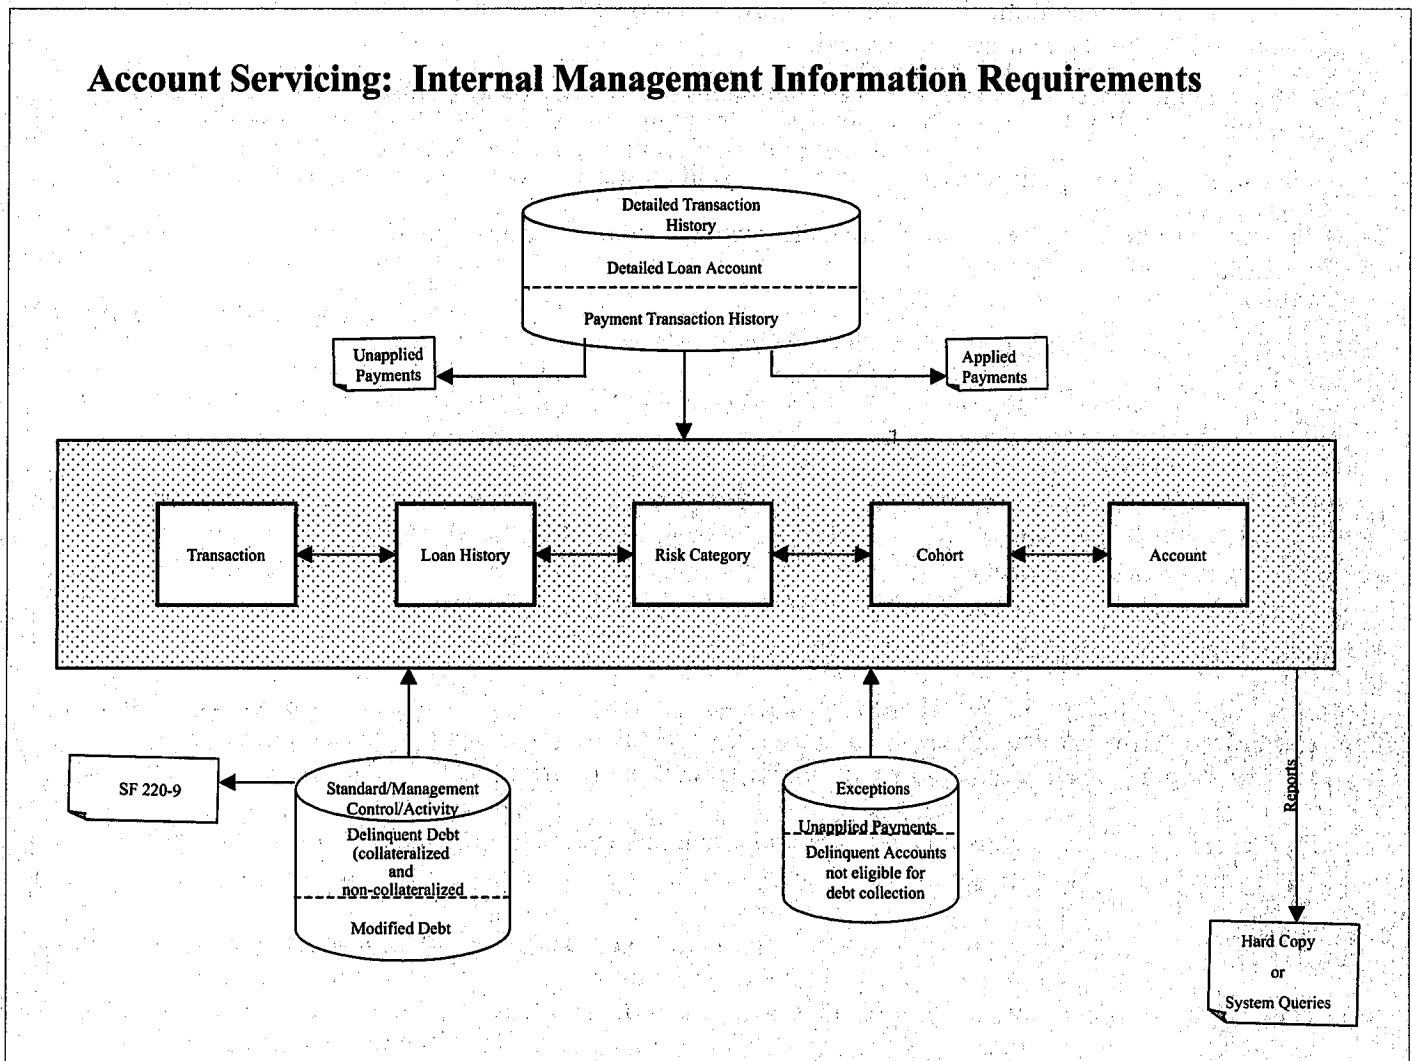 Account Servicing: Internal Management Information Requirements
Detailed Transaction
History
Detailed Loan Account
Payment Transaction History
Unapplied
Payments
Applied
Payments
Transaction
Loan History
Risk Category
Cohort
Account
SF 220-9
Standard/Management
Control/Activity
Delinquent Debt
(collateralized
and
non-collateralized
Modified Debt
Exceptions
Unapplied Payments
Delinquent Accounts
not eligible for
debt collection
Reports
Hard Copy
or
System Queries